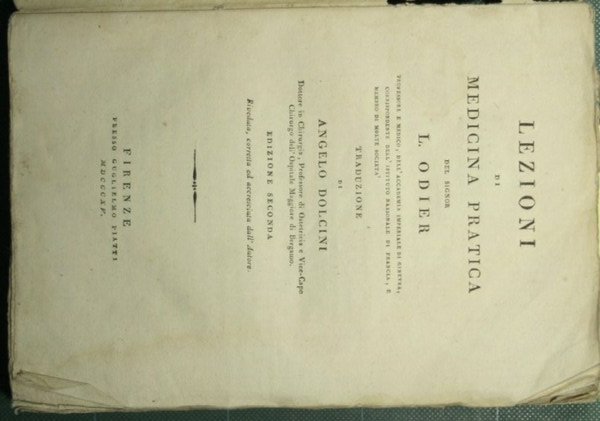 LEZIONI
DI
MEDICINA PRATICA
DEL SIGNOR
L. ODIER
PROFESSORE E MEDICO, DELL'ACCADEMIA IMPERIALE DI GINEVRA,
CORRISPONDENTE DELL'ISTITUTO NAZIONALE DI FRANCIA, E
MEMBRO DI MOLTE SOCIETA'
TRADUZIONE
DI
ANGELO DOLCINI
Dottore in Chirurgia, Professore di Ostetricia e Vice-Capo
Chirurgo dell'Ospitale Maggiore di Bergamo.
EDIZIONE SECONDA
Riveduta, corretta ed accresciuta dall'Autore.
FIRENZE
PRESSO GUGLIELMO PIATTI
MDCCCXV.